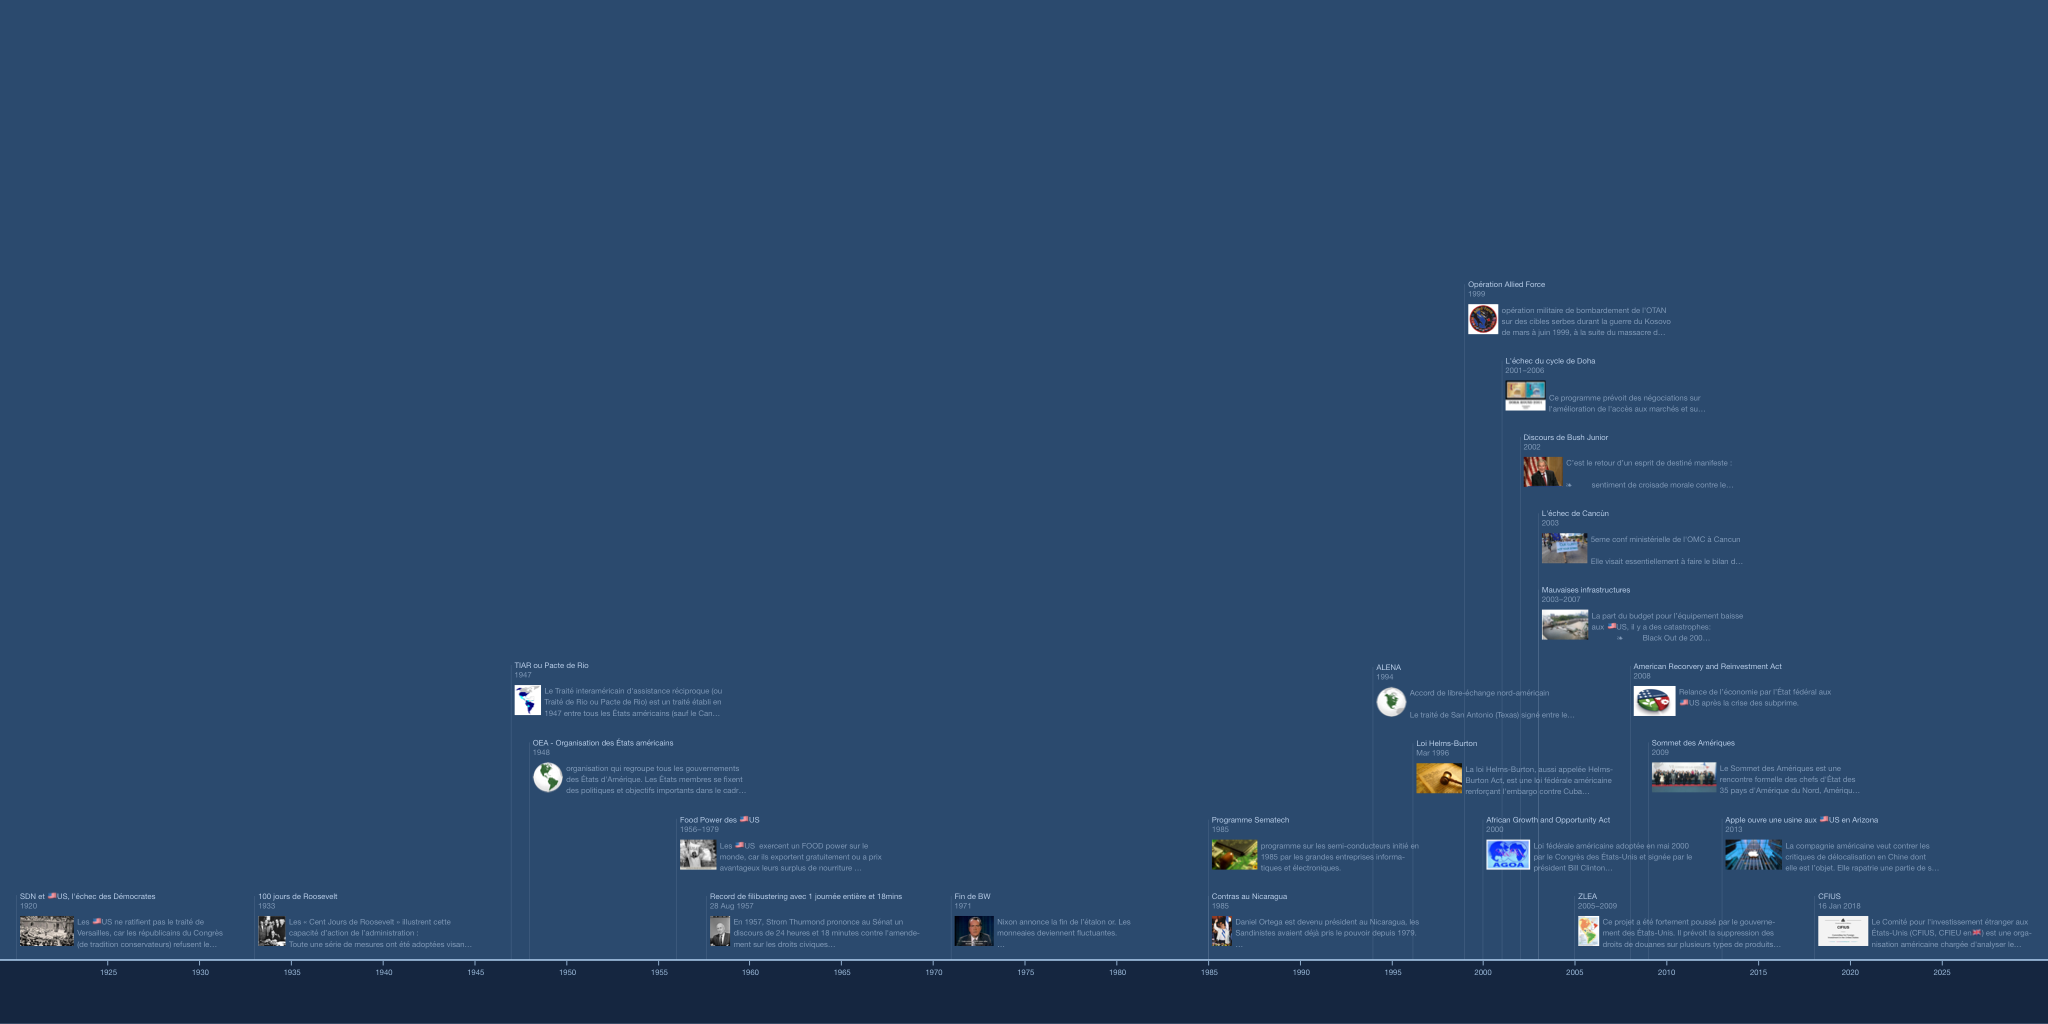 Opération Allied Force
1999
opération militaire de bombardement de l'OTAN
sur des cibles serbes durant la guerre du Kosovo
de mars à juin 1999, à la suite du massacre d…
L'échec du cycle de Doha
2001–2006
Ce programme prévoit des négociations sur
l'amélioration de l'accès aux marchés et su…
Discours de Bush Junior
2002
C'est le retour d'un esprit de destiné manifeste :
sentiment de croisade morale contre le…
L'échec de Cancùn
2003
5eme conf ministérielle de l'OMC à Cancun
Elle visait essentiellement à faire le bilan d…
Mauvaises infrastructures
2003–2007
La part du budget pour l'équipement baisse
aux 🇺🇸US, il y a des catastrophes:
Black Out de 200…
TIAR ou Pacte de Rio
1947
Le Traité interaméricain d'assistance réciproque (ou
Traité de Rio ou Pacte de Rio) est un traité établi en
1947 entre tous les États américains (sauf le Can…
ALENA
1994
Accord de libre-échange nord-américain
Le traité de San Antonio (Texas) signé entre le…
American Recorvery and Reinvestment Act
2008
Relance de l'économie par l'État fédéral aux
🇺🇸US après la crise des subprime.
OEA - Organisation des États américains
1948
organisation qui regroupe tous les gouvernements
des États d'Amérique. Les États membres se fixent
des politiques et objectifs importants dans le cadr…
Loi Helms-Burton
Mar 1996
La loi Helms-Burton, aussi appelée Helms-
Burton Act, est une loi fédérale américaine
renforçant l'embargo contre Cuba…
Sommet des Amériques
2009
Le Sommet des Amériques est une
rencontre formelle des chefs d'État des
35 pays d'Amérique du Nord, Amériqu…
Food Power des 🇺🇸US
1956–1979
Les 🇺🇸US exercent un FOOD power sur le
monde, car ils exportent gratuitement ou a prix
avantageux leurs surplus de nourriture …
Programme Sematech
1985
programme sur les semi-conducteurs initié en
1985 par les grandes entreprises informa-
tiques et électroniques.
African Growth and Opportunity Act
2000
AGOA
Loi fédérale américaine adoptée en mai 2000
par le Congrès des États-Unis et signée par le
président Bill Clinton…
Apple ouvre une usine aux 🇺🇸US en Arizona
2013
La compagnie américaine veut contrer les
critiques de délocalisation en Chine dont
elle est l'objet. Elle rapatrie une partie de s…
SDN et 🇺🇸US, l'échec des Démocrates
1920
Les 🇺🇸US ne ratifient pas le traité de
Versailles, car les républicains du Congrès
(de tradition conservateurs) refusent le…
100 jours de Roosevelt
1933
Les « Cent Jours de Roosevelt » illustrent cette
capacité d'action de l'administration :
Toute une série de mesures ont été adoptées visan…
Record de filibustering avec 1 journée entière et 18mins
28 Aug 1957
En 1957, Strom Thurmond prononce au Sénat un
discours de 24 heures et 18 minutes contre l'amende-
ment sur les droits civiques…
Fin de BW
1971
Nixon annonce la fin de l'étalon or. Les
monneaies deviennent fluctuantes.
…
Contras au Nicaragua
1985
Daniel Ortega est devenu président au Nicaragua, les
Sandinistes avaient déjà pris le pouvoir depuis 1979.
…
ZLEA
2005–2009
Ce projet a été fortement poussé par le gouverne-
ment des États-Unis. Il prévoit la suppression des
droits de douanes sur plusieurs types de produits…
CFIUS
16 Jan 2018
CFIUS
Le Comité pour l'investissement étranger aux
États-Unis (CFIUS, CFIEU en🇬🇧) est une orga-
nisation américaine chargée d'analyser le…
1925 1930 1935 1940 1945 1950 1955 1960 1965 1970 1975 1980 1985 1990 1995 2000 2005 2010 2015 2020 2025